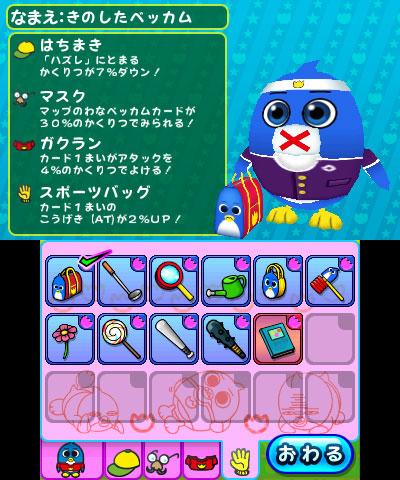 なまえ:きのしたベッカム
はちまき
「ハズレ」にとまる
かくりつが7%ダウン!
マスク
マップのわなベッカムカードが
30%のかくりつでみられる!
ガクラン
カード1まいがアタックを
4%のかくりつでよける!
スポーツバッグ
カード1まいの
こうげき(AT)が2%UP!
おわる